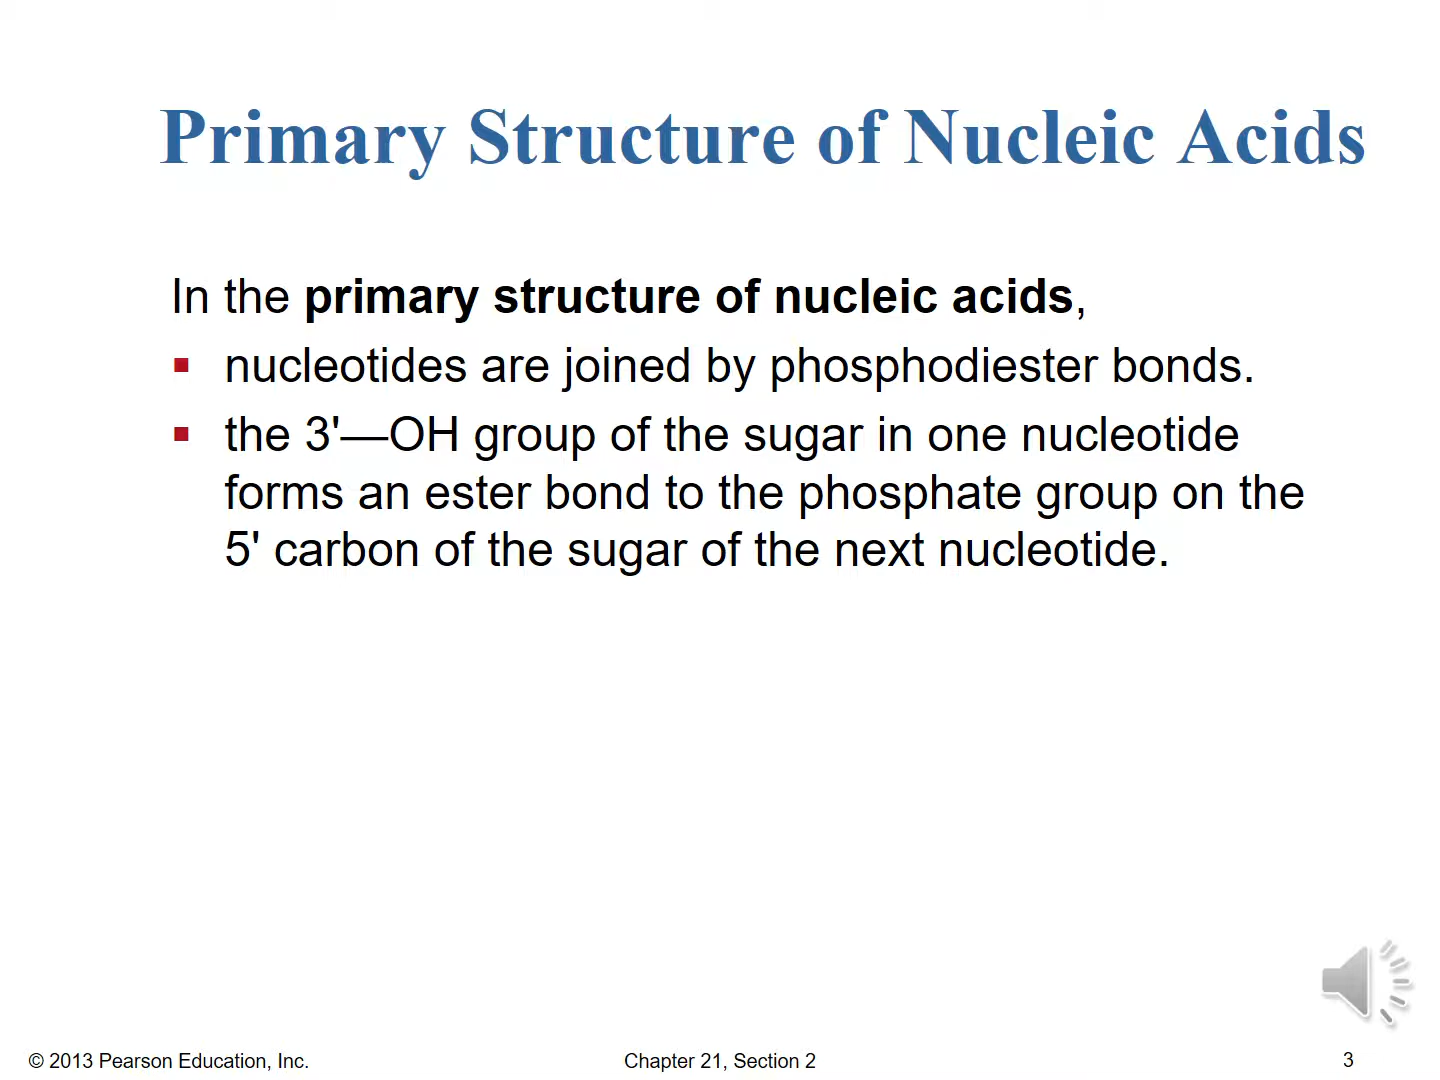 Primary Structure of Nucleic Acids
In the primary structure of nucleic acids,
▪ nucleotides are joined by phosphodiester bonds.
▪ the 3'—OH group of the sugar in one nucleotide
forms an ester bond to the phosphate group on the
5' carbon of the sugar of the next nucleotide.
© 2013 Pearson Education, Inc.
Chapter 21, Section 2
3